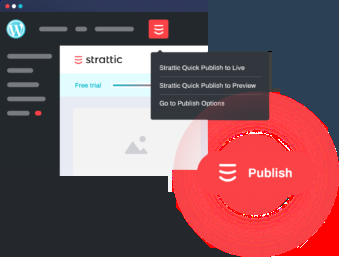 strattic
Free trial
Strattic Quick Publish to Live
Strattic Quick Publish to Preview
Go to Publish Options
Publish